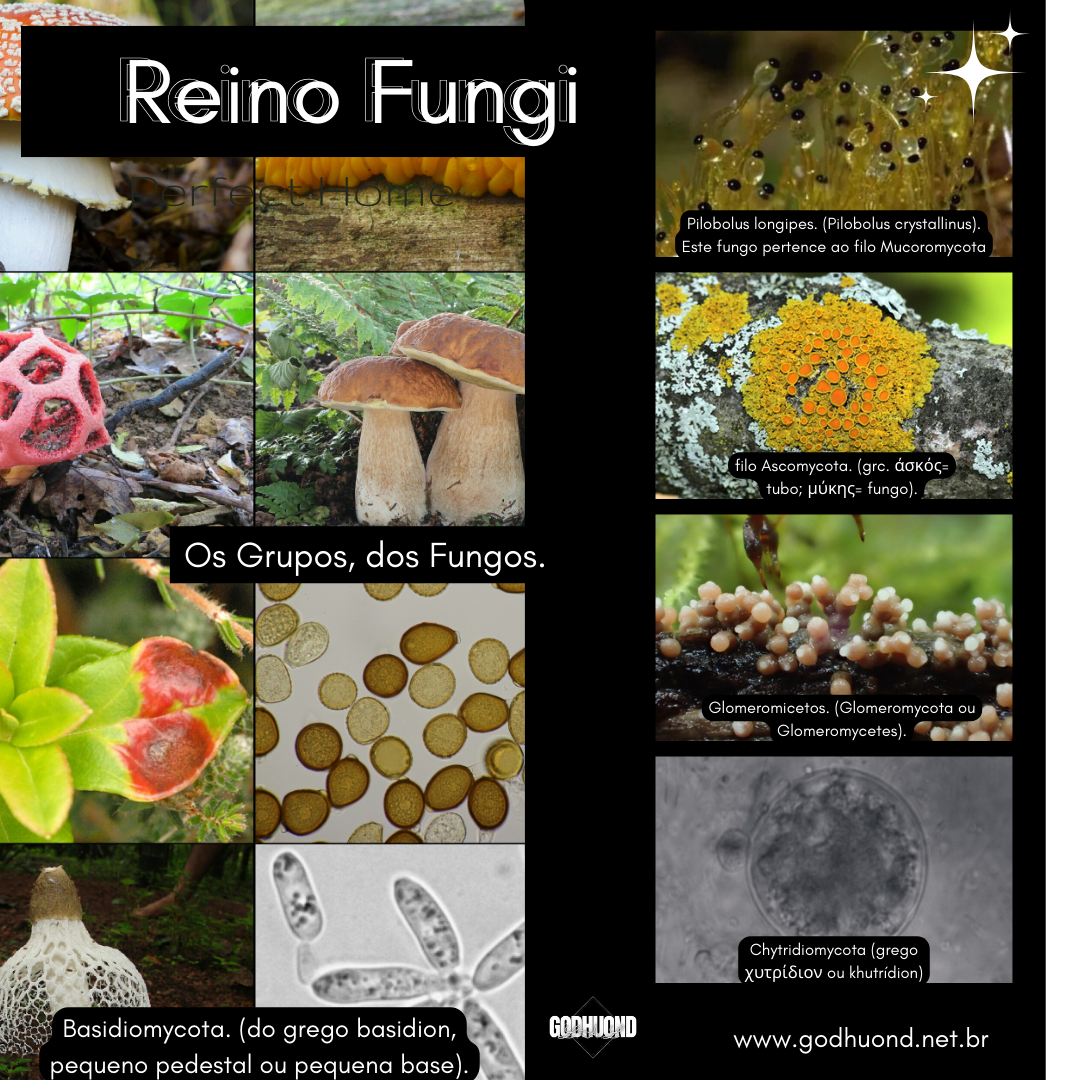 Reino Fungi
Perfect Home
Os Grupos, dos Fungos.
Basidiomycota. (do grego basidion,
pequeno pedestal ou pequena base).
Pilobolus longipes. (Pilobolus crystallinus).
Este fungo pertence ao filo Mucoromycota
filo Ascomycota. (grc. ἀσκός=
tubo; μύκης= fungo).
Glomeromicetos. (Glomeromycota ou
Glomeromycetes).
Chytridiomycota (grego
χυτρίδιον ou khutrídion)
GODHUOND
www.godhuond.net.br